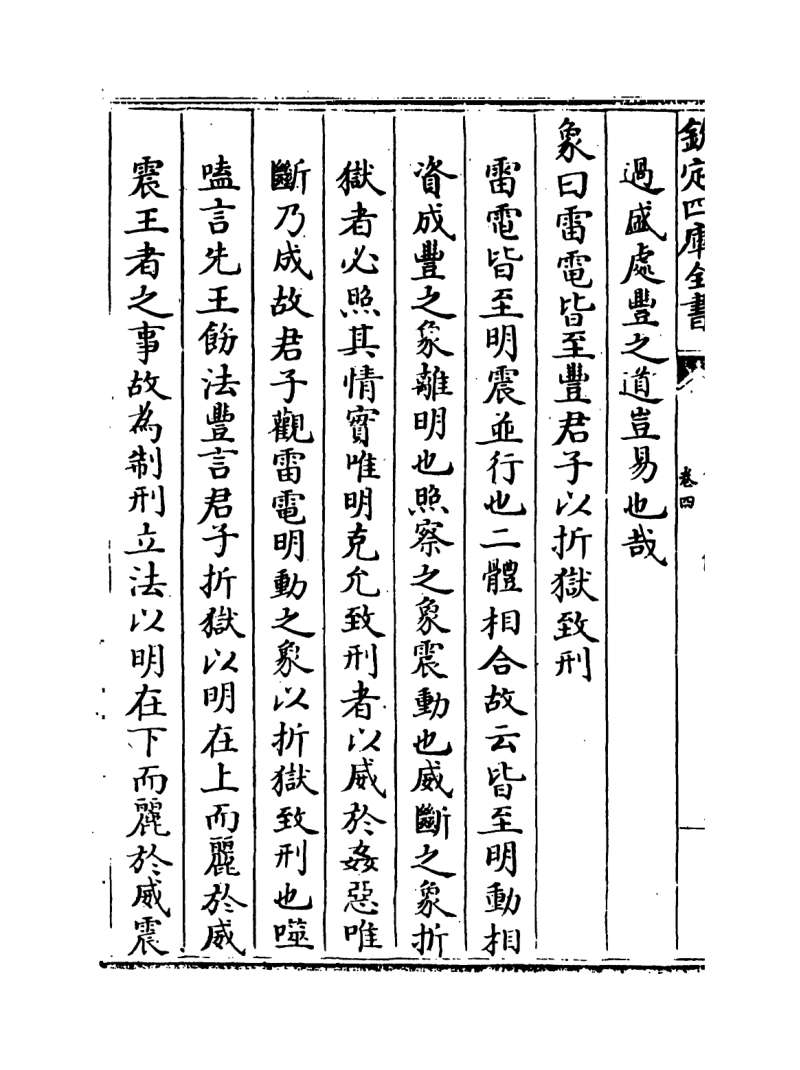 欽定四庫全書
卷四
過盛處豐之道豈易也哉
象曰雷電皆至豐君子以折獄致刑
雷電皆至明震並行也二體相合故云皆至明動相
資成豐之象離明也照察之象震動也威斷之象折
獄者必照其情實唯明克允致刑者以威於姦惡唯
斷乃成故君子觀雷電明動之象以折獄致刑也噬
嗑言先王飭法豐言君子折獄以明在上而麗於威
震王者之事故為制刑立法以明在下而麗於威震